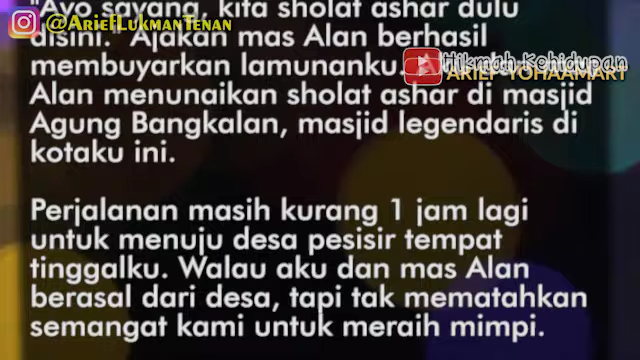 "Ayo sayang, kita sholat ashar dulu
@AriefLukmanTenan
disini." Ajakan mas Alan berhasil
membuyarkan lamunanku.
Hikmah Kehidupan
ARIEF YOHAAMART
Alan menunaikan sholat ashar di masjid
Agung Bangkalan, masjid legendaris di
kotaku ini.
Perjalanan masih kurang 1 jam lagi
untuk menuju desa pesisir tempat
tinggalku. Walau aku dan mas Alan
berasal dari desa, tapi tak mematahkan
semangat kami untuk meraih mimpi.